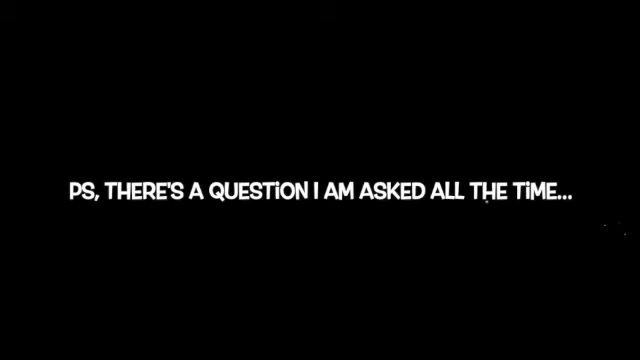 PS, THERE'S A QUESTION I AM ASKED ALL THE TIME...